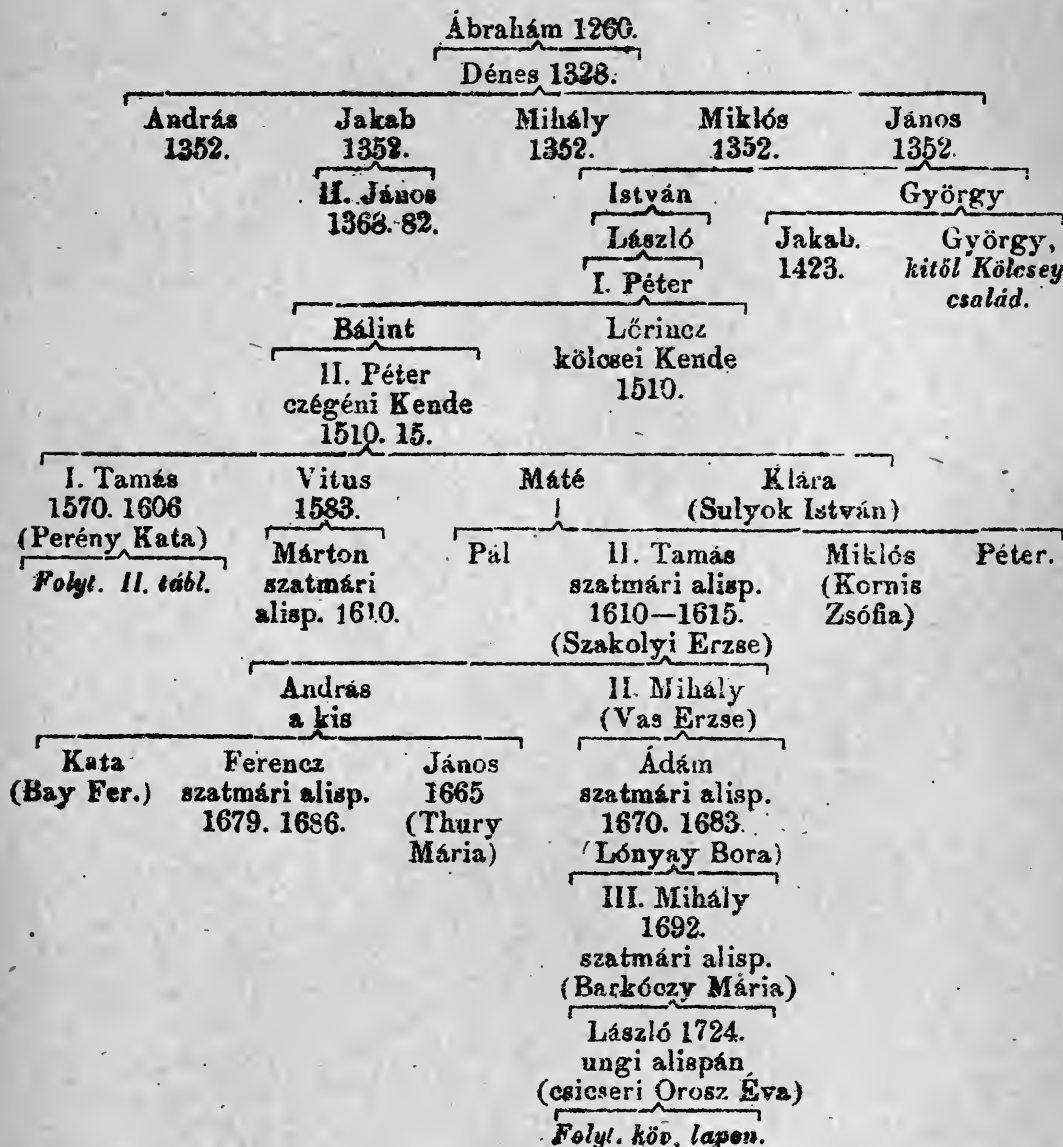 Ábrahám 1260.
Dénes 1328.
András Jakab Mihály Miklós János
1352. 1352. 1352. 1352. 1352.
II. János István György
1368.-82.
László Jakab. György,
1423. kitől Kölcsey
I. Péter család.
Bálint Lőrincz
kölcsei Kende
II. Péter 1510.
czégéni Kende
1510. 15.
I. Tamás Vitus Máté Klára
1570. 1606 1583. (Sulyok István)
(Perény Kata)
Folyt. II. tábl. Márton Pál II. Tamás Miklós Péter.
szatmári szatmári alisp. (Kornis
alisp. 1610. 1610—1615. Zsófia)
(Szakolyi Erzse)
András II. Mihály
a kis (Vas Erzse)
Kata Ferencz János Ádám
(Bay Fer.) szatmári alisp. 1665 szatmári alisp.
1679. 1686. (Thury 1670. 1683.
Mária) (Lónyay Bora)
III. Mihály
1692.
szatmári alisp.
(Barkóczy Mária)
László 1724.
ungi alispán
(csicseri Orosz Éva)
Folyt. köv. lapon.